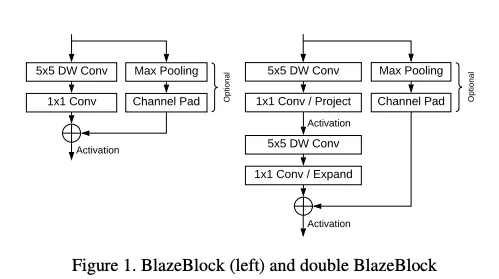 5x5 DW Conv
Max Pooling
1x1 Conv
Channel Pad
Optional
Activation
5x5 DW Conv
Max Pooling
1x1 Conv / Project
Channel Pad
Optional
Activation
5x5 DW Conv
1x1 Conv / Expand
Activation
Figure 1. BlazeBlock (left) and double BlazeBlock